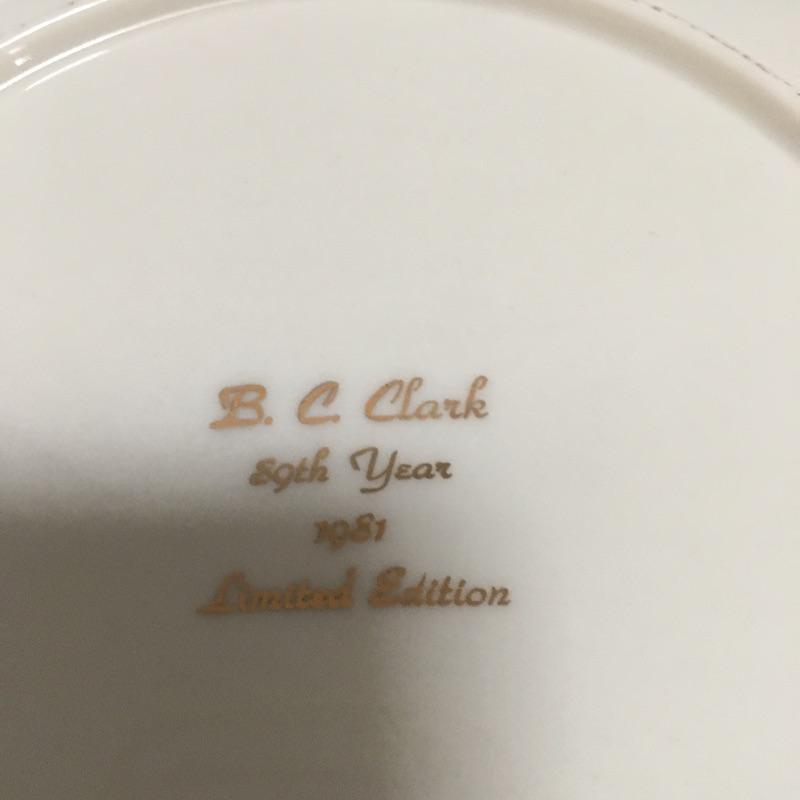 B. C. Clark
89th Year
1981
Limited Edition